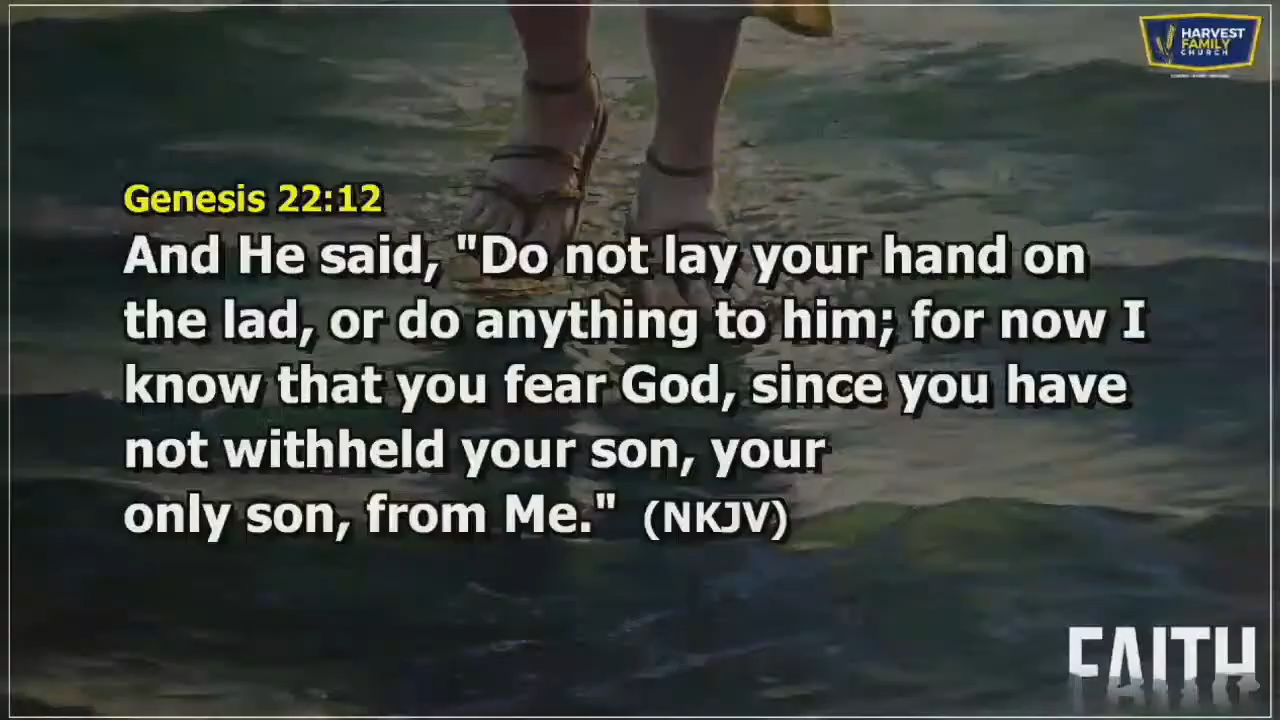 HARVEST
FAMILY
CHURCH
Genesis 22:12
And He said, "Do not lay your hand on
the lad, or do anything to him; for now I
know that you fear God, since you have
not withheld your son, your
only son, from Me." (NKJV)
FAITH